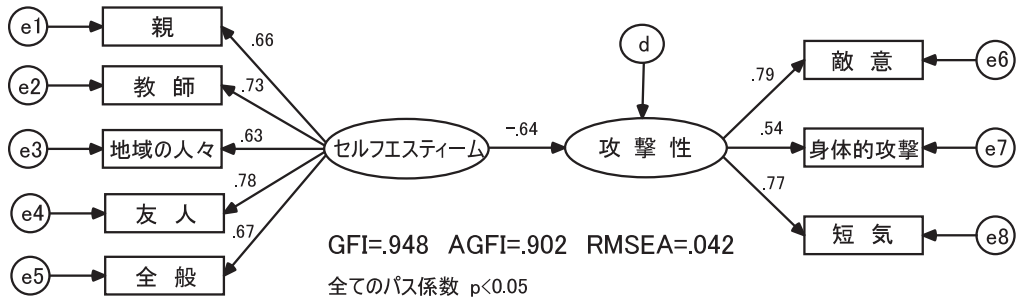 e1
親
.66
e2
教師
.73
e3
地域の人々
.63
e4
友人
.78
e5
全般
.67
セルフエスティーム
-.64
d
攻撃性
.79
敵意
e6
.54
身体的攻撃
e7
.77
短気
e8
GFI=.948 AGFI=.902 RMSEA=.042
全てのパス係数 p<0.05